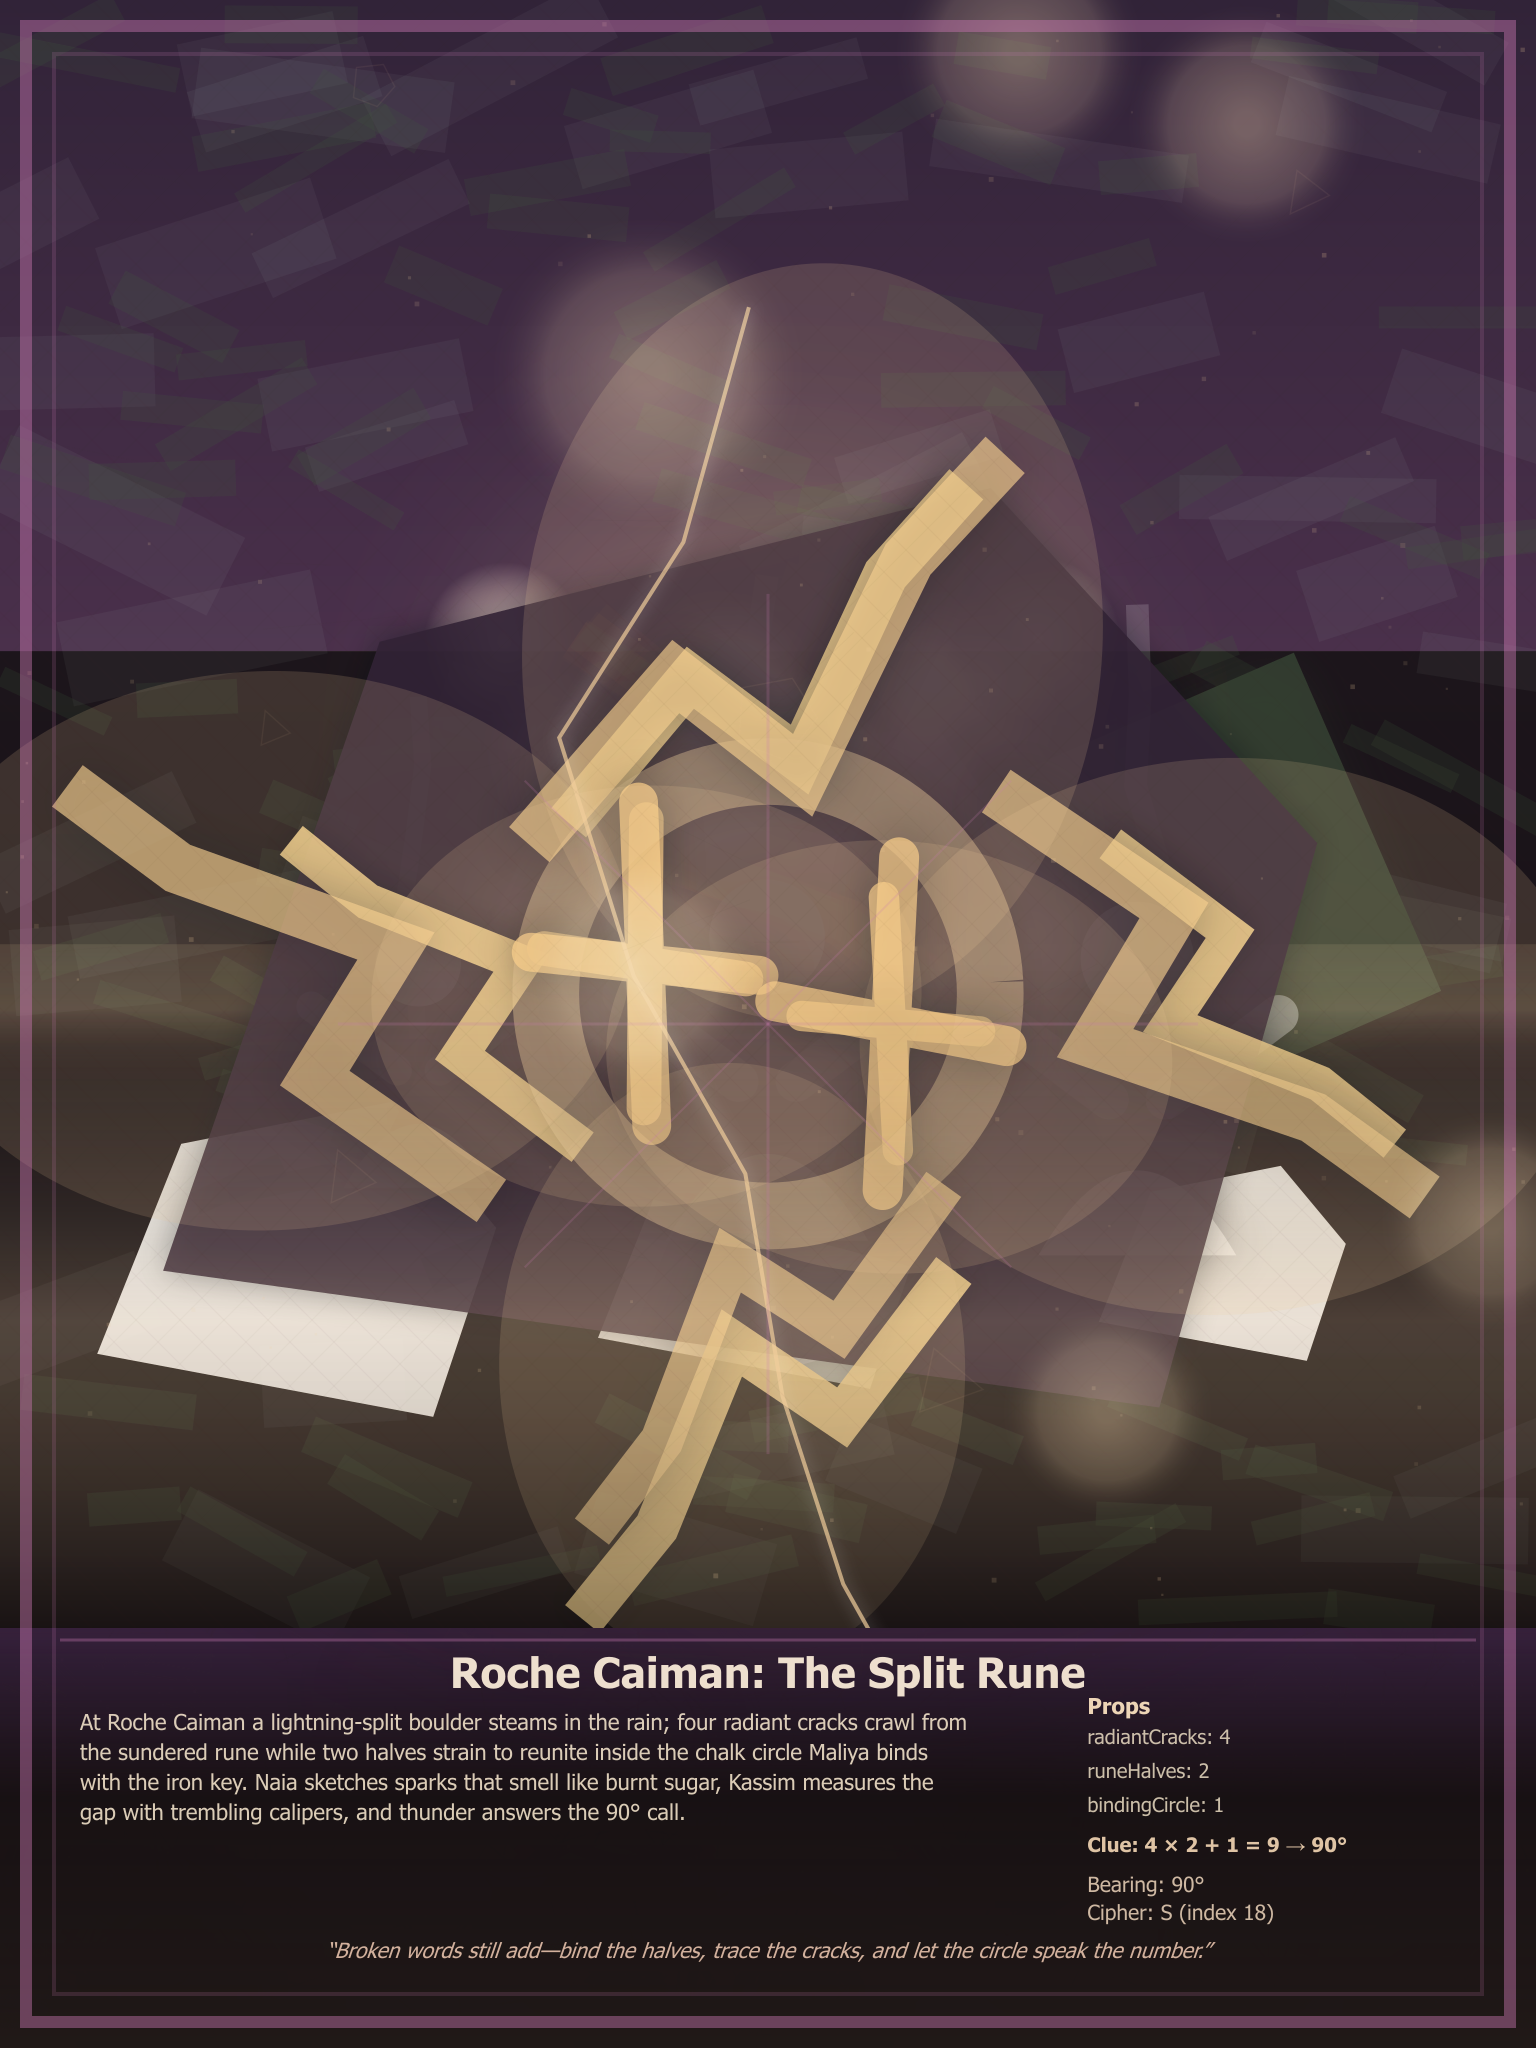 Roche Caiman: The Split Rune
At Roche Caiman a lightning-split boulder steams in the rain; four radiant cracks crawl from
the sundered rune while two halves strain to reunite inside the chalk circle Maliya binds
with the iron key. Naia sketches sparks that smell like burnt sugar, Kassim measures the
gap with trembling calipers, and thunder answers the 90° call.
Props
radiantCracks: 4
runeHalves: 2
bindingCircle: 1
Clue: 4 × 2 + 1 = 9 → 90°
Bearing: 90°
Cipher: S (index 18)
"Broken words still add—bind the halves, trace the cracks, and let the circle speak the number.”